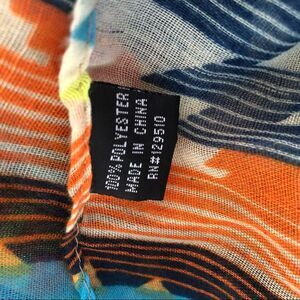 100% POLYESTER
MADE IN CHINA
RN#129510